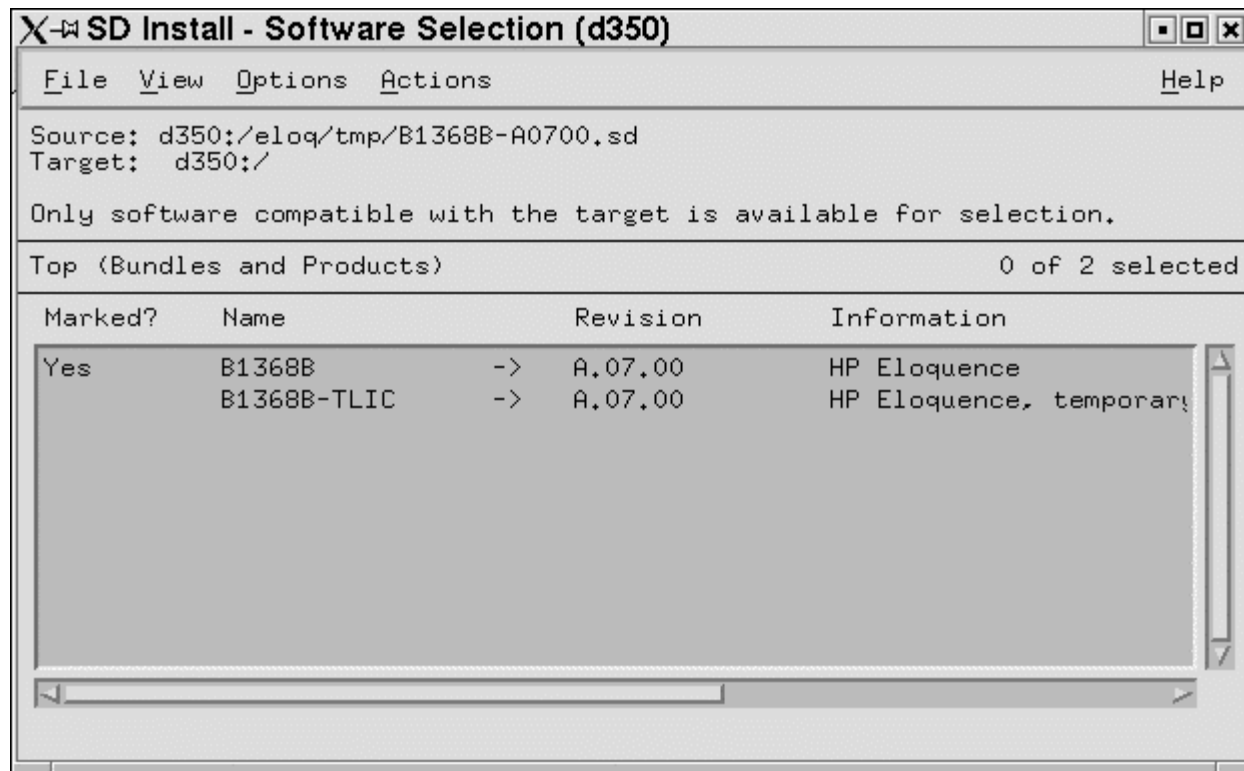 SD Install - Software Selection (d350)
File View Options Actions Help
Source: d350:/eloq/tmp/B1368B-A0700.sd
Target: d350:/
Only software compatible with the target is available for selection.
Top (Bundles and Products) 0 of 2 selected
Marked? Name Revision Information
Yes B1368B -> A.07.00 HP Eloquence
B1368B-TLIC -> A.07.00 HP Eloquence, temporary